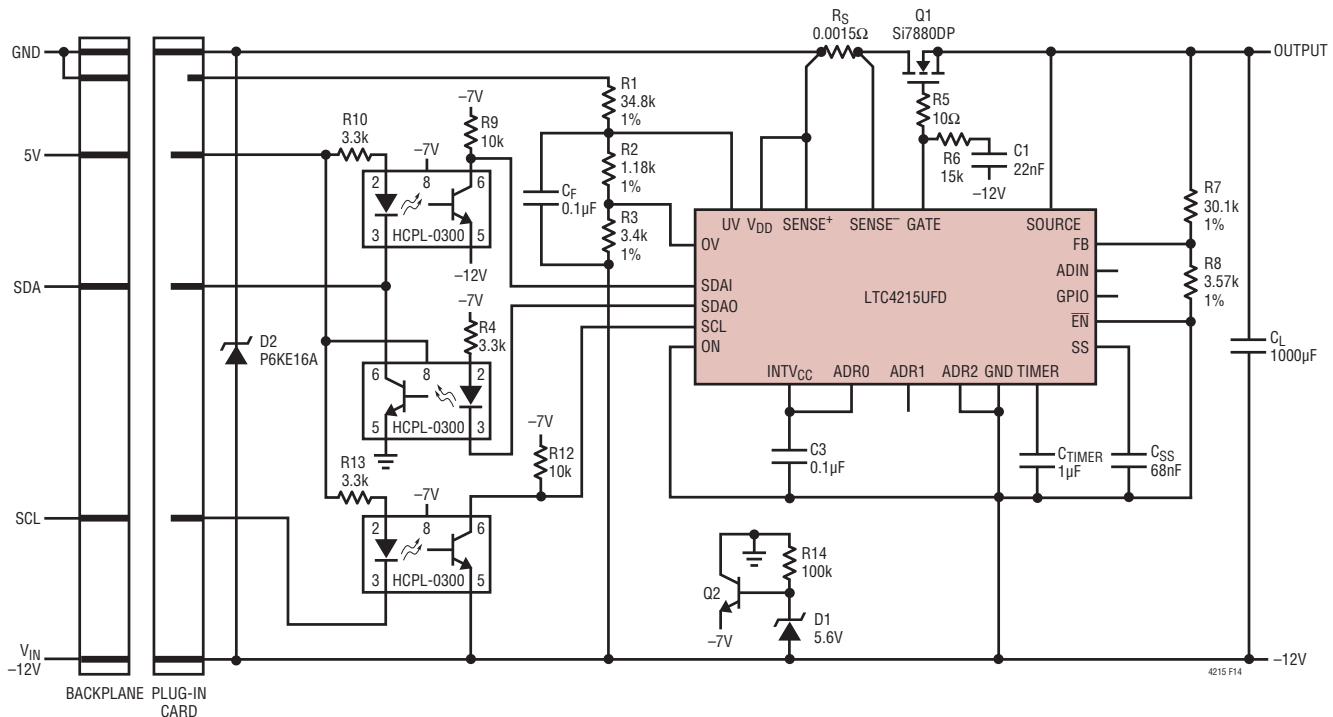 GND
5V
SDA
SCL
VIN
–12V
BACKPLANE
PLUG-IN
CARD
D2
P6KE16A
R10
3.3k
–7V
R9
10k
–7V
2
8
6
3
HCPL-0300
5
–12V
–7V
R4
3.3k
6
8
2
5
HCPL-0300
3
R13
3.3k
–7V
2
8
6
3
HCPL-0300
5
–7V
R12
10k
CF
0.1µF
R1
34.8k
1%
R2
1.18k
1%
R3
3.4k
1%
RS
0.0015Ω
Q1
Si7880DP
R5
10Ω
R6
15k
C1
22nF
–12V
UV
VDD
SENSE+
SENSE–
GATE
SOURCE
OV
SDAI
SDAO
SCL
ON
LTC4215UFD
FB
ADIN
GPIO
EN
SS
INTVCC
ADR0
ADR1
ADR2
GND
TIMER
C3
0.1µF
CTIMER
1µF
CSS
68nF
R7
30.1k
1%
R8
3.57k
1%
CL
1000µF
OUTPUT
–12V
Q2
–7V
R14
100k
D1
5.6V
4215 F14